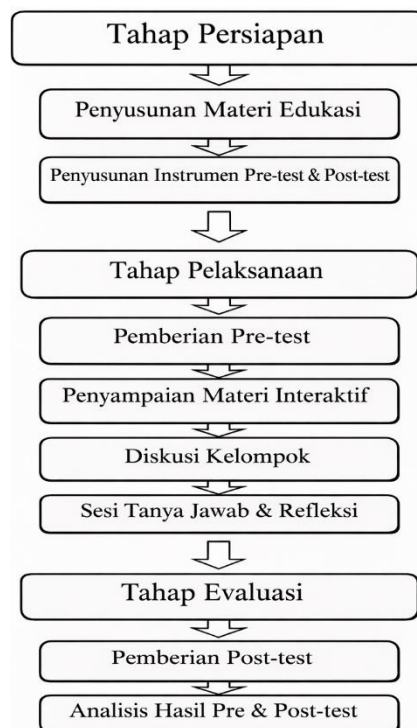 Tahap Persiapan
Penyusunan Materi Edukasi
Penyusunan Instrumen Pre-test & Post-test
Tahap Pelaksanaan
Pemberian Pre-test
Penyampaian Materi Interaktif
Diskusi Kelompok
Sesi Tanya Jawab & Refleksi
Tahap Evaluasi
Pemberian Post-test
Analisis Hasil Pre & Post-test